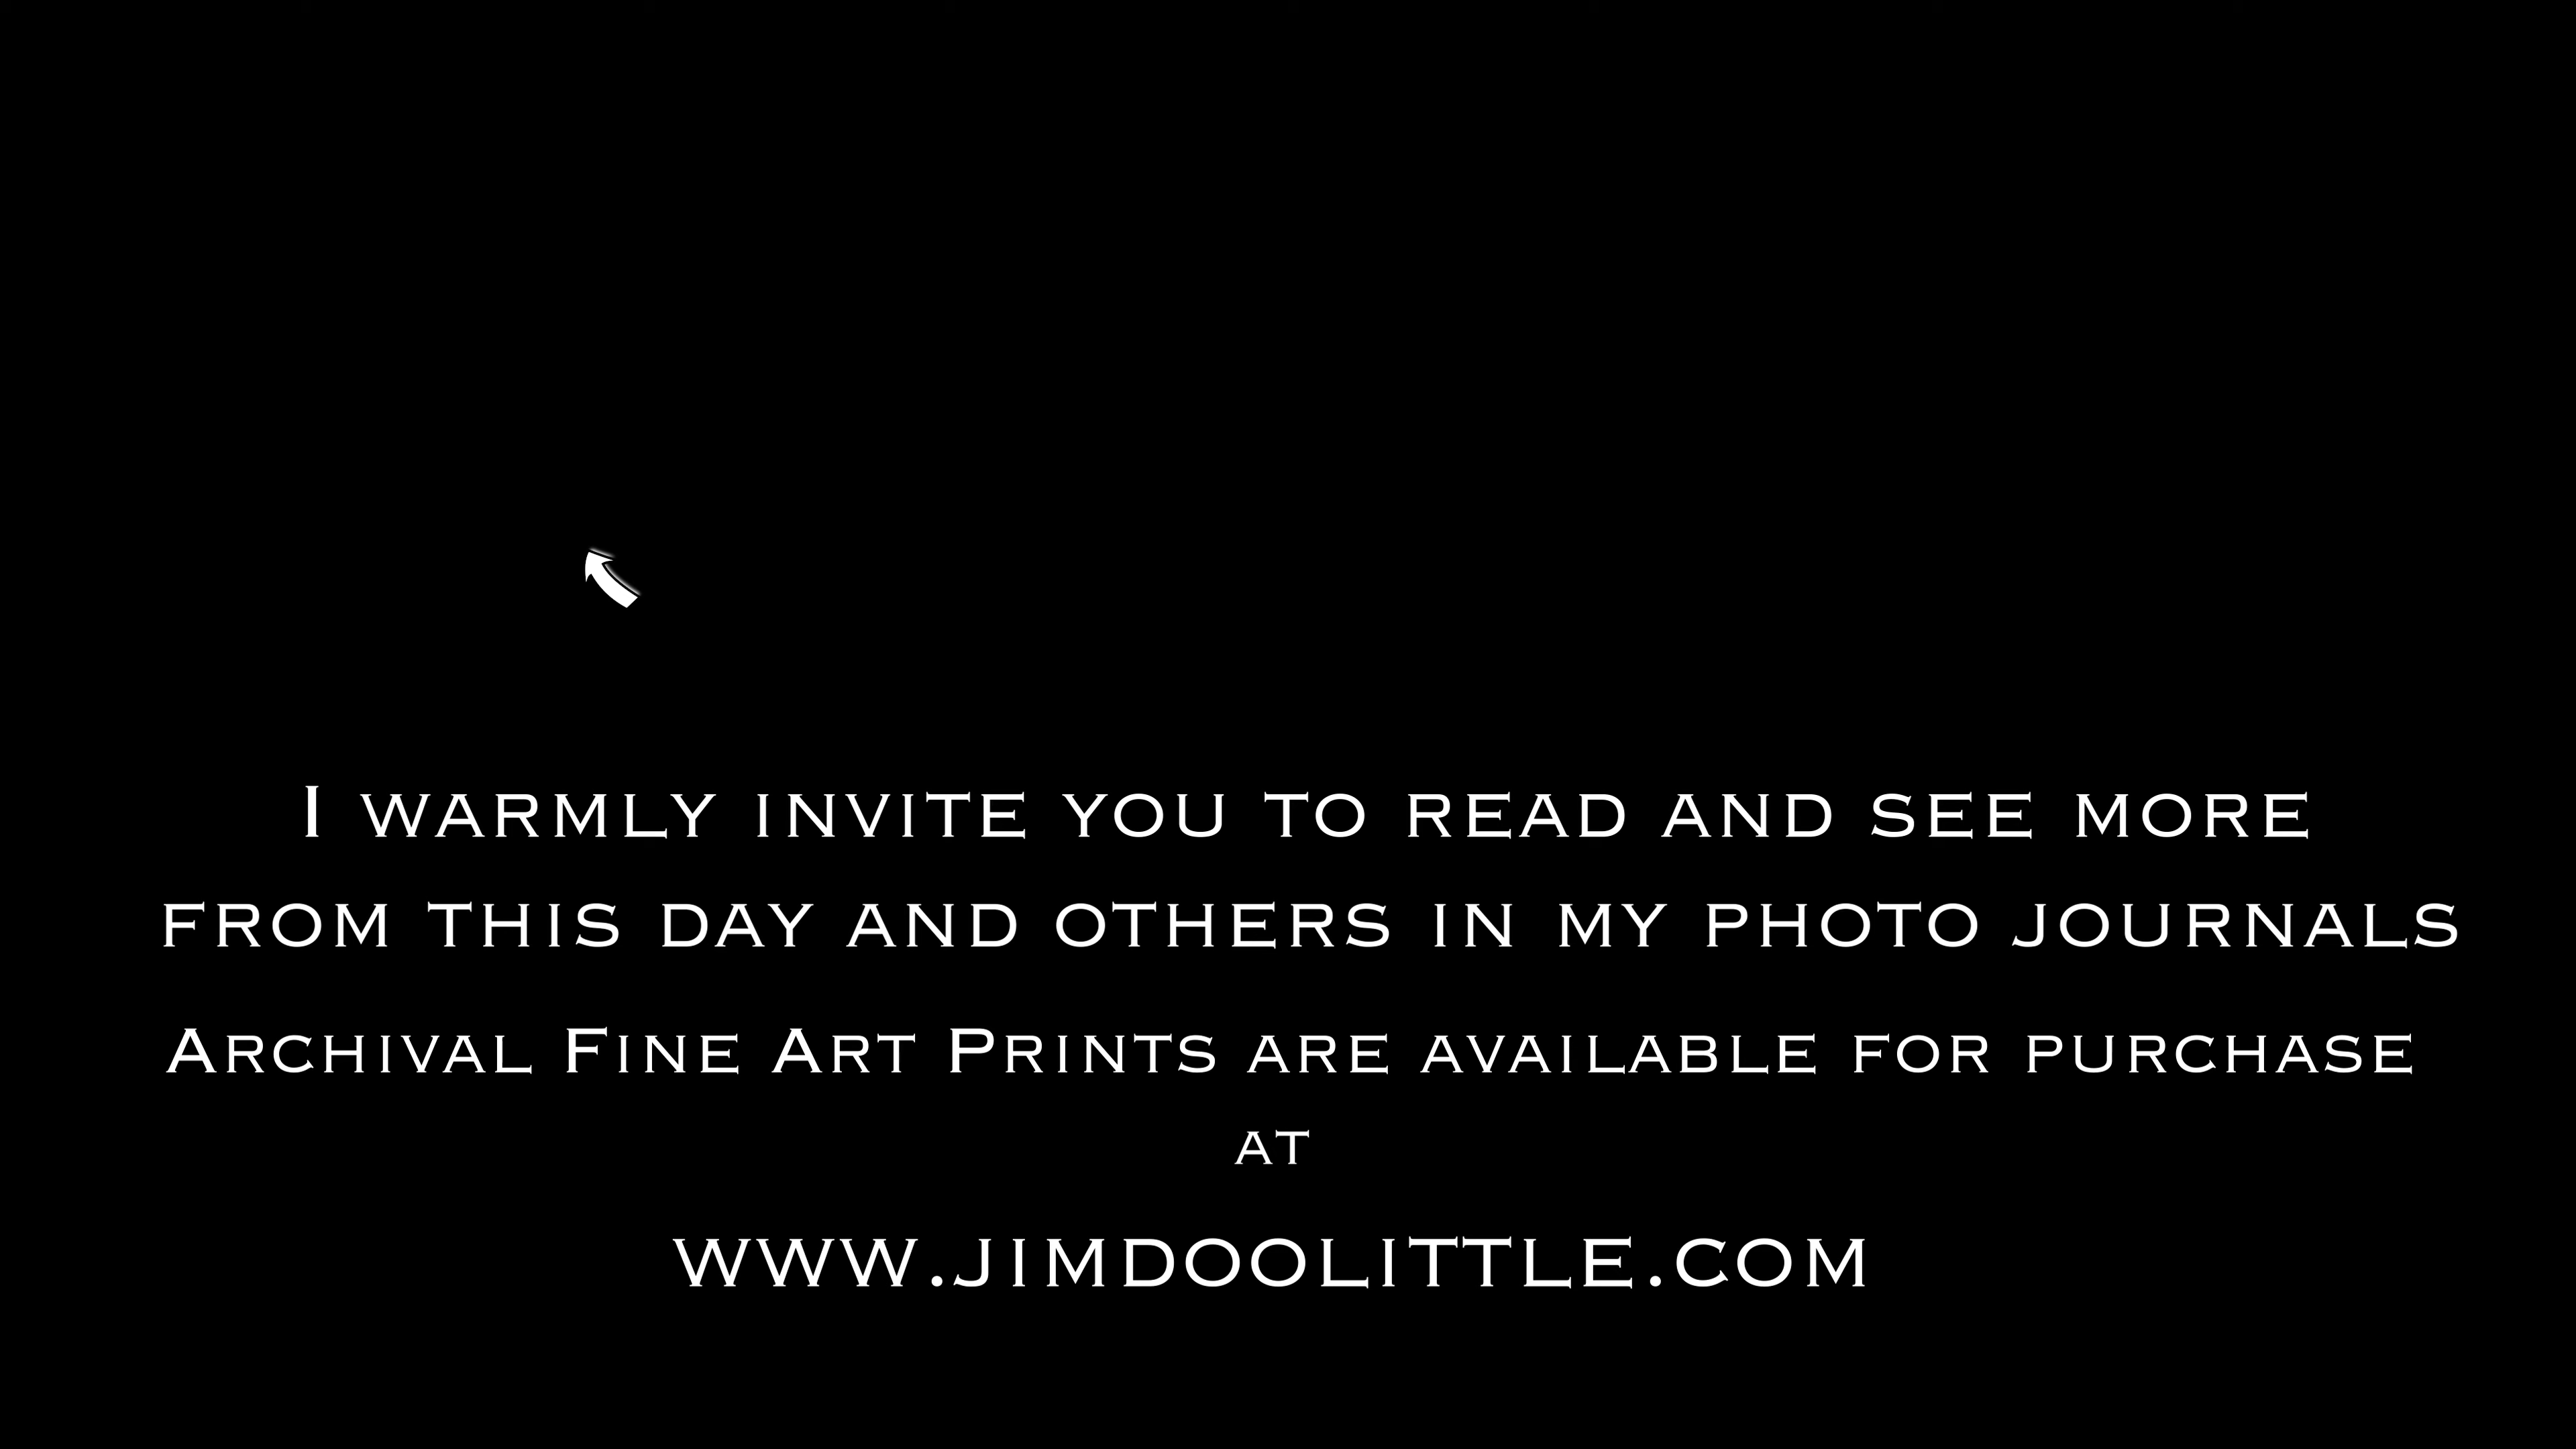 I warmly invite you to read and see more
from this day and others in my photo journals
Archival Fine Art Prints are available for purchase
at
www.jimdoolittle.com